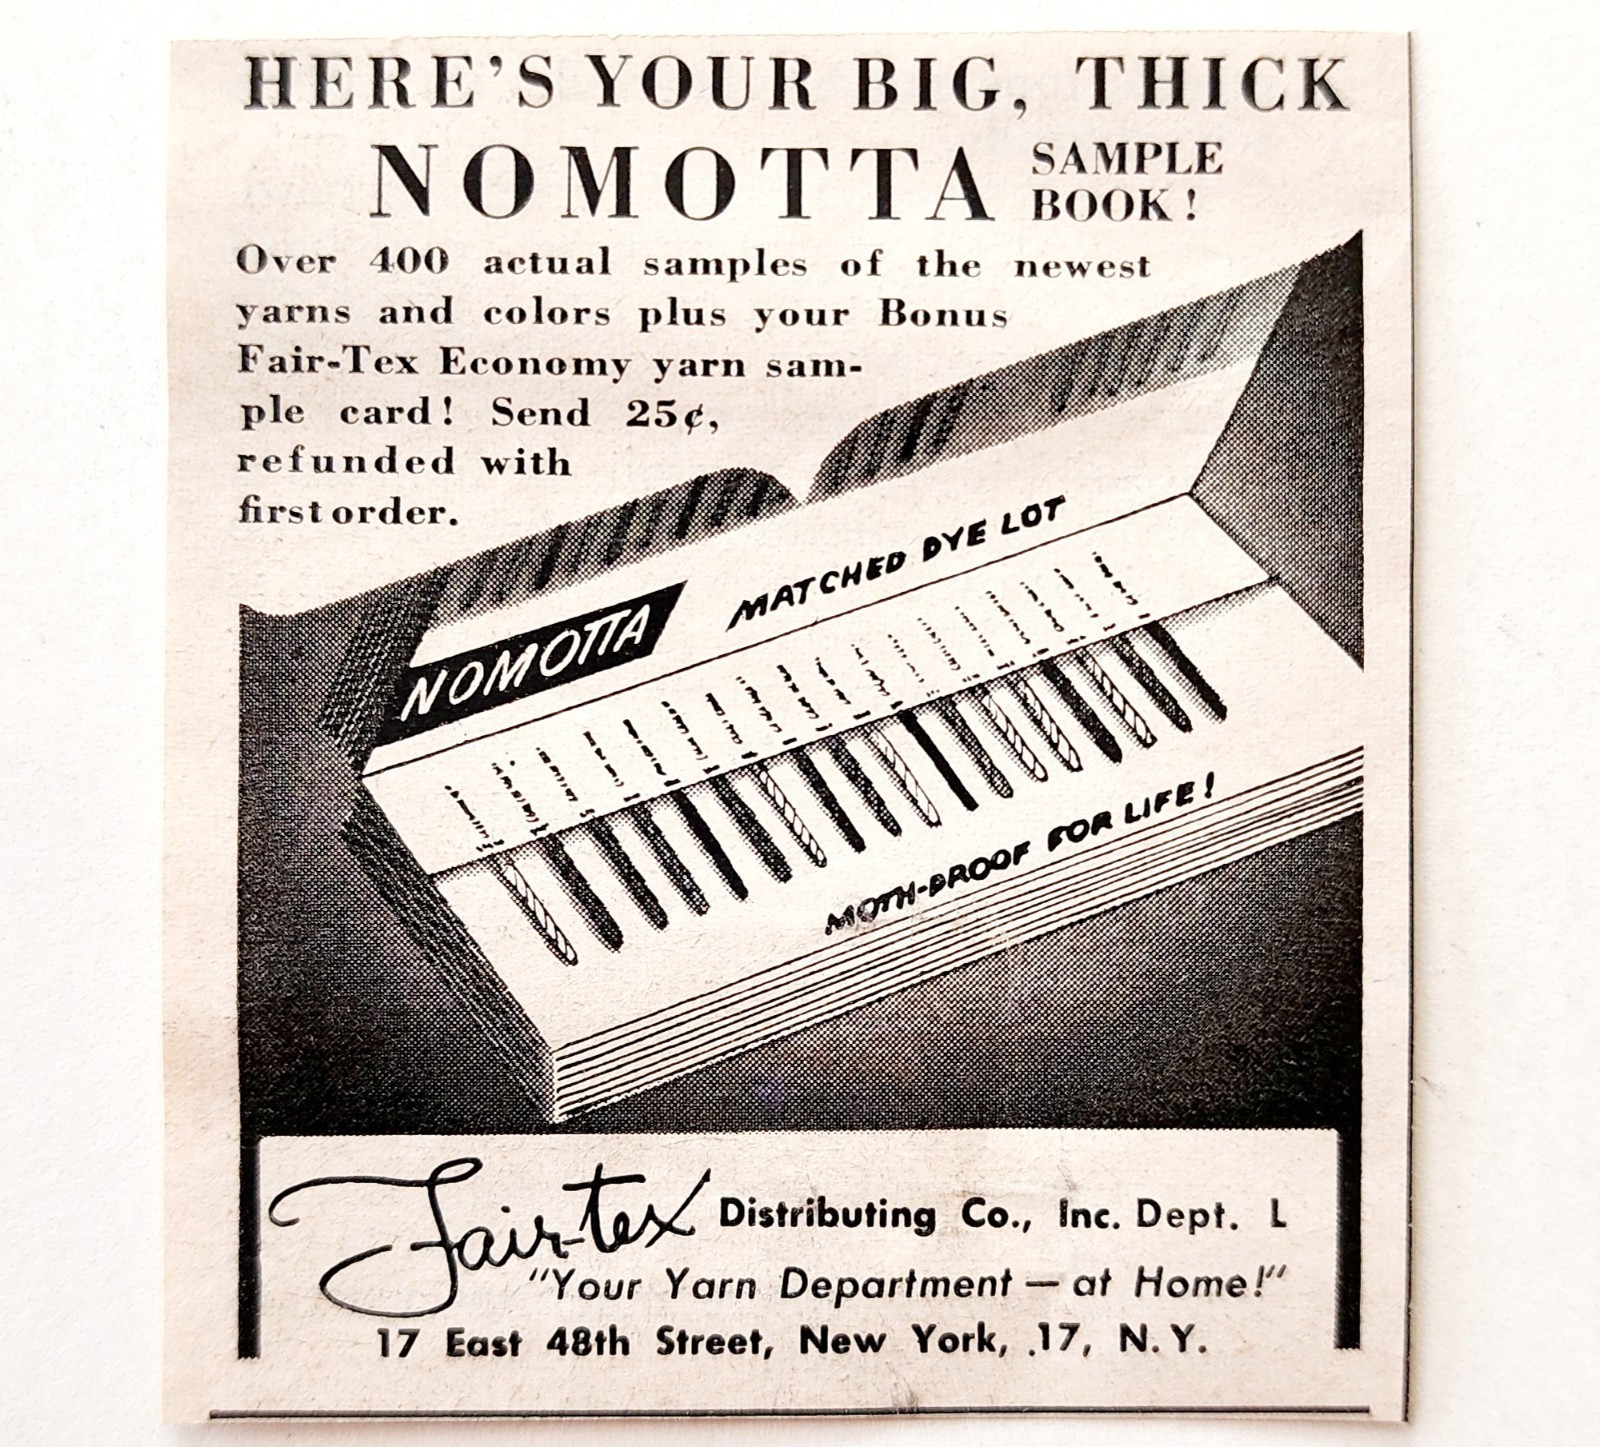 HERE'S YOUR BIG, THICK
NOMOTTA SAMPLE
BOOK!
Over 400 actual samples of the newest
yarns and colors plus your Bonus
Fair-Tex Economy yarn sam-
ple card! Send 25¢,
refunded with
first order.
NOMOTTA MATCHED DYE LOT
MOTH-PROOF FOR LIFE!
Fair-tex Distributing Co., Inc. Dept. L
"Your Yarn Department — at Home!"
17 East 48th Street, New York, 17, N. Y.